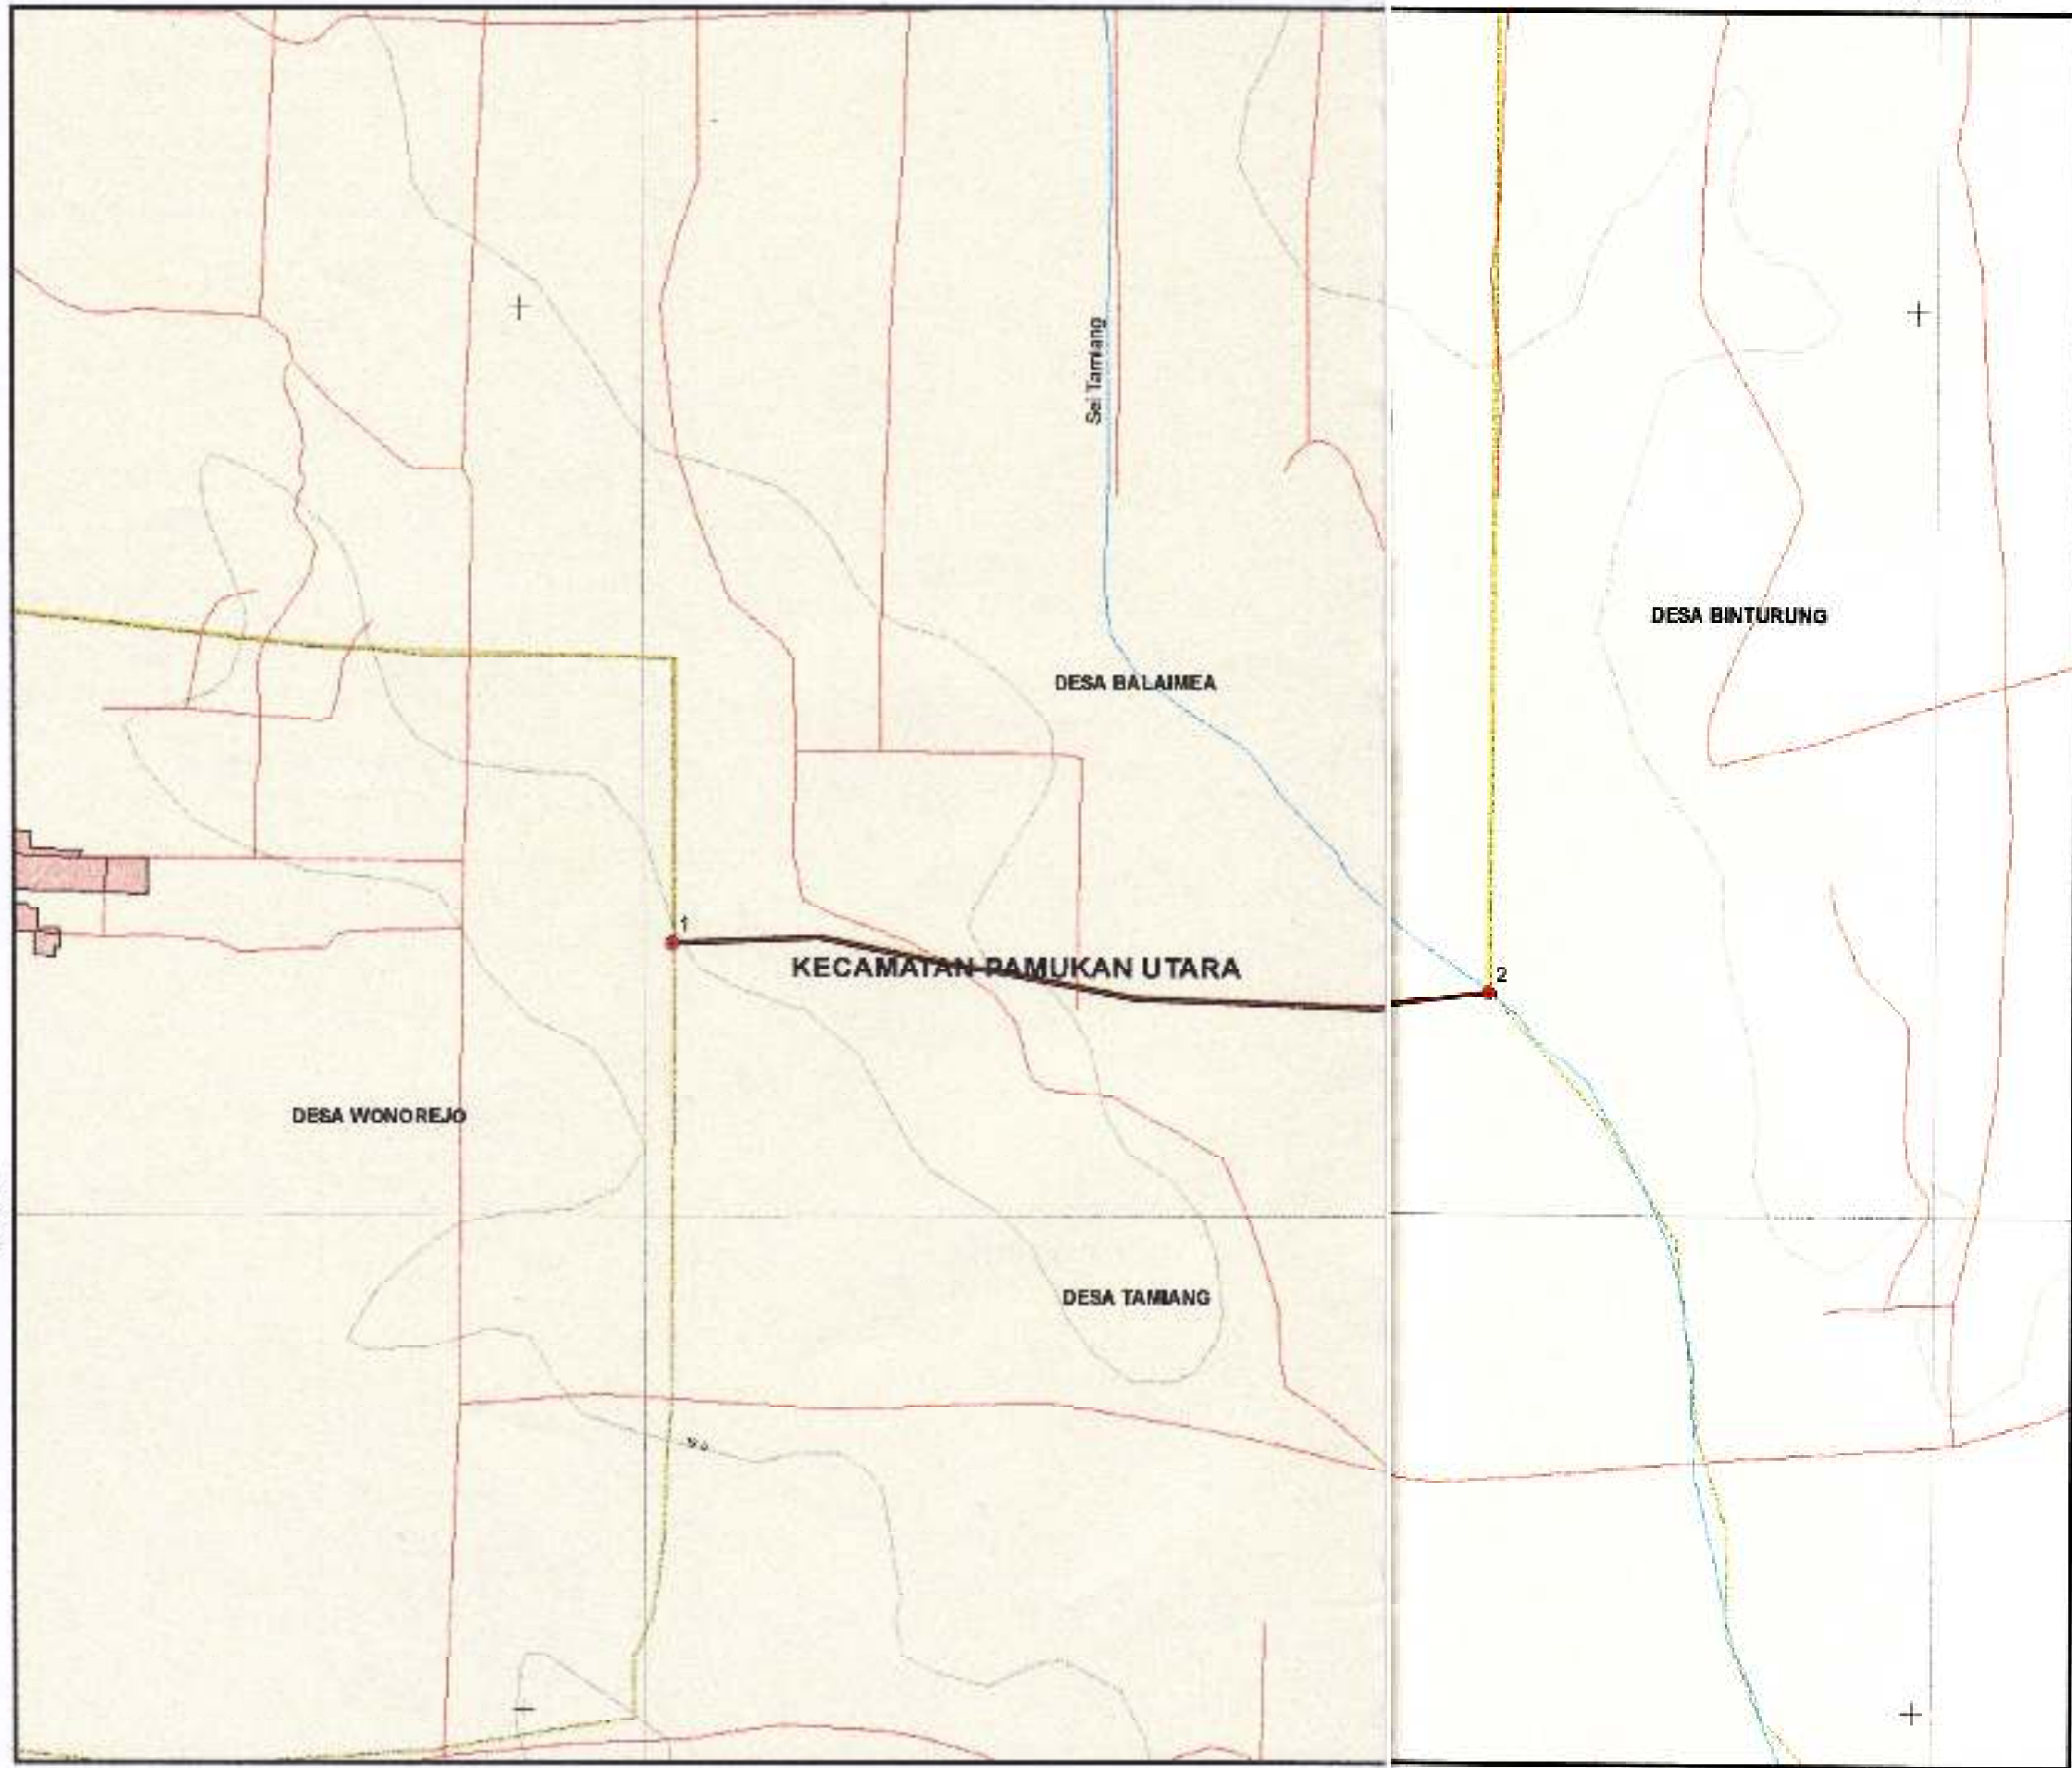 Sei Tamiang
DESA BINTURUNG
DESA BALAIMEA
1
KECAMATAN PAMUKAN UTARA
2
DESA WONOREJO
DESA TAMIANG